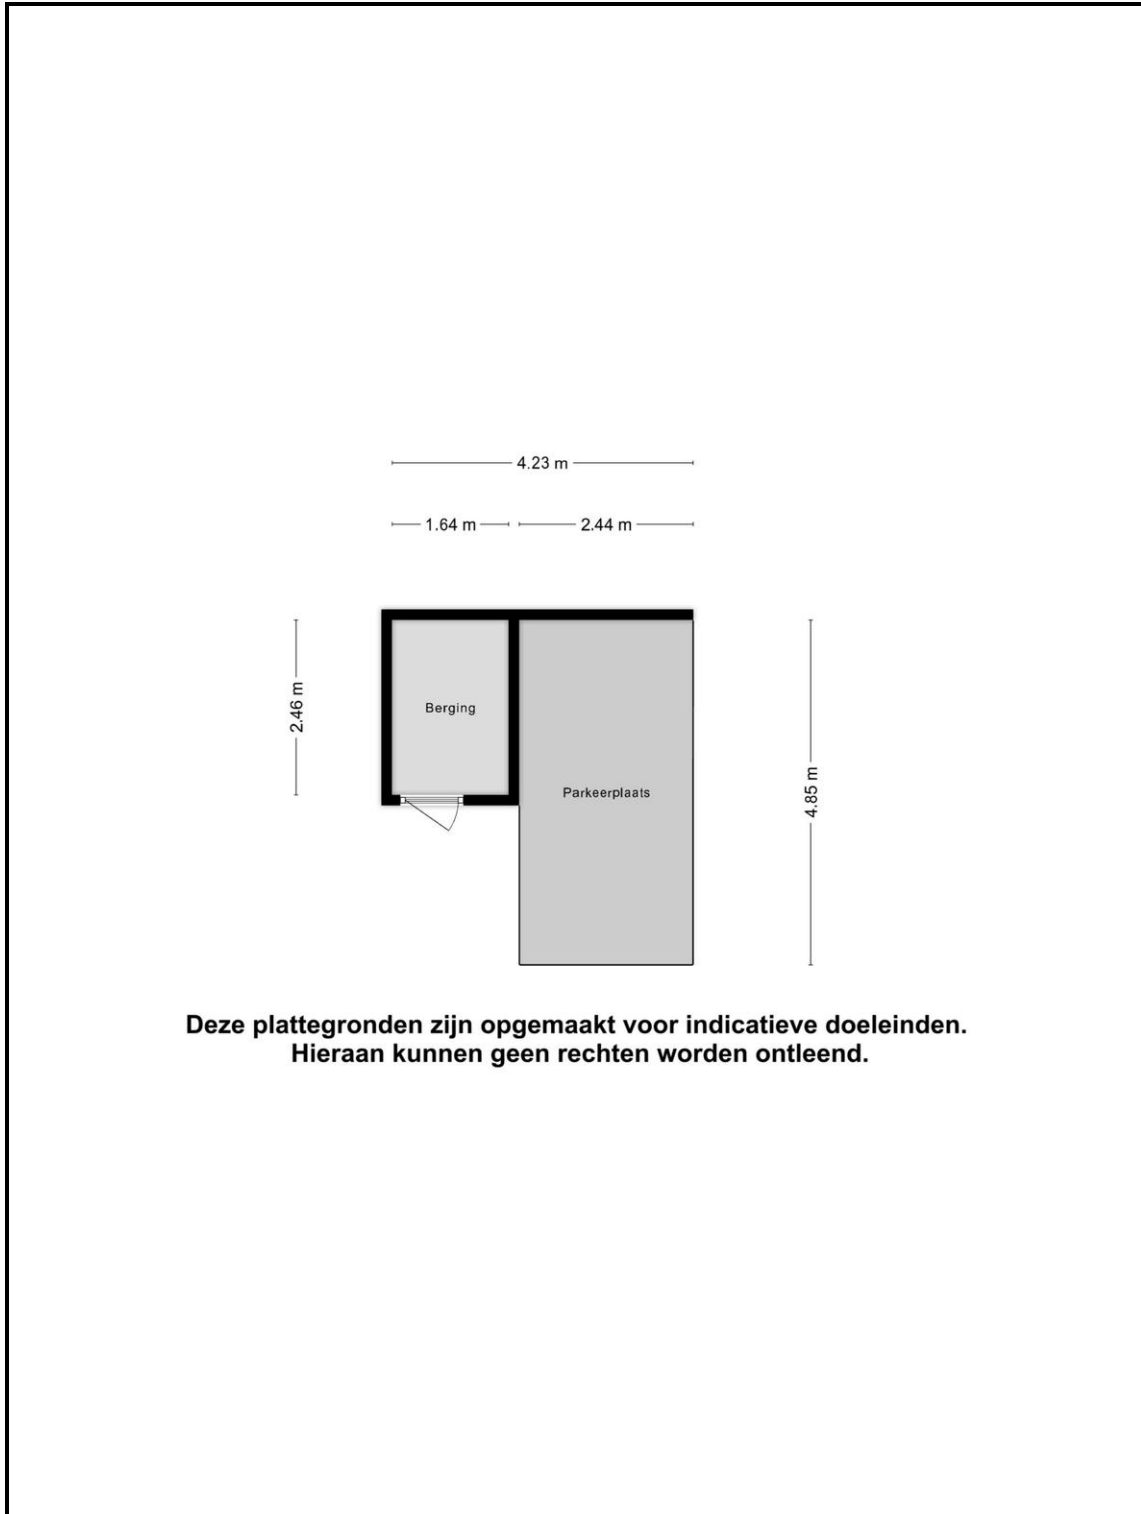 4.23 m
1.64 m
2.44 m
2.46 m
Berging
4.85 m
Parkeerplaats
Deze plattegronden zijn opgemaakt voor indicatieve doeleinden.
Hieraan kunnen geen rechten worden ontleend.